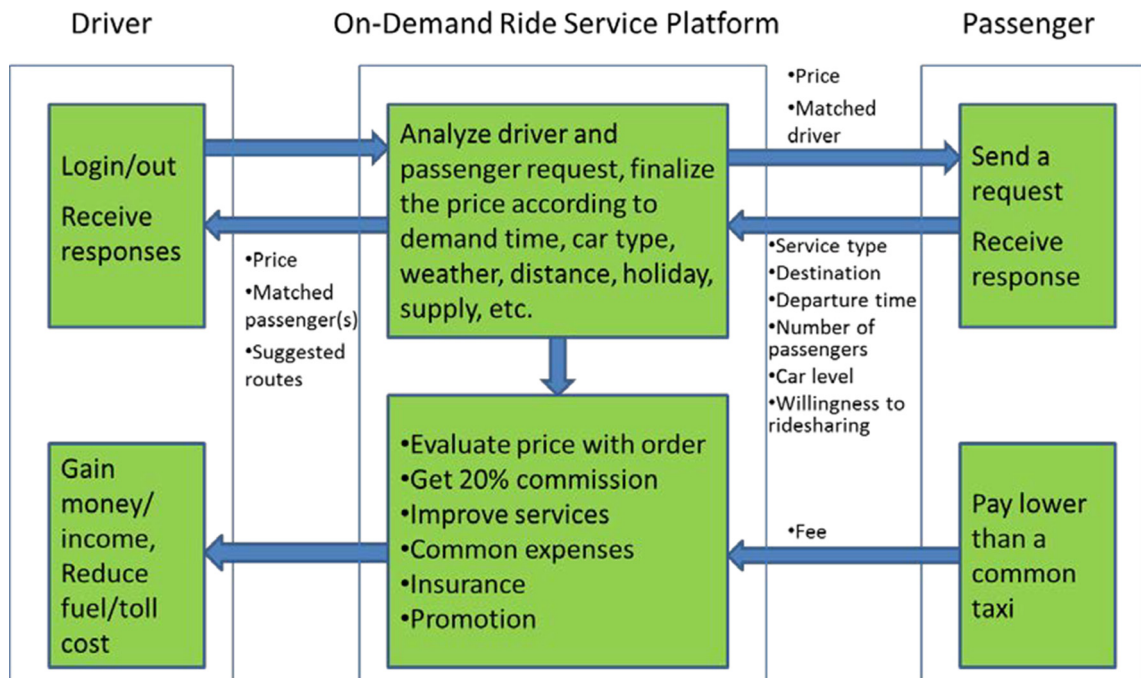 Driver
On-Demand Ride Service Platform
Passenger
Login/out
Receive
responses
•Price
•Matched
passenger(s)
•Suggested
routes
Analyze driver and
passenger request, finalize
the price according to
demand time, car type,
weather, distance, holiday,
supply, etc.
•Price
•Matched
driver
Send a
request
Receive
response
•Service type
•Destination
•Departure time
•Number of
passengers
•Car level
•Willingness to
ridesharing
Gain
money/
income,
Reduce
fuel/toll
cost
•Evaluate price with order
•Get 20% commission
•Improve services
•Common expenses
•Insurance
•Promotion
•Fee
Pay lower
than a
common
taxi